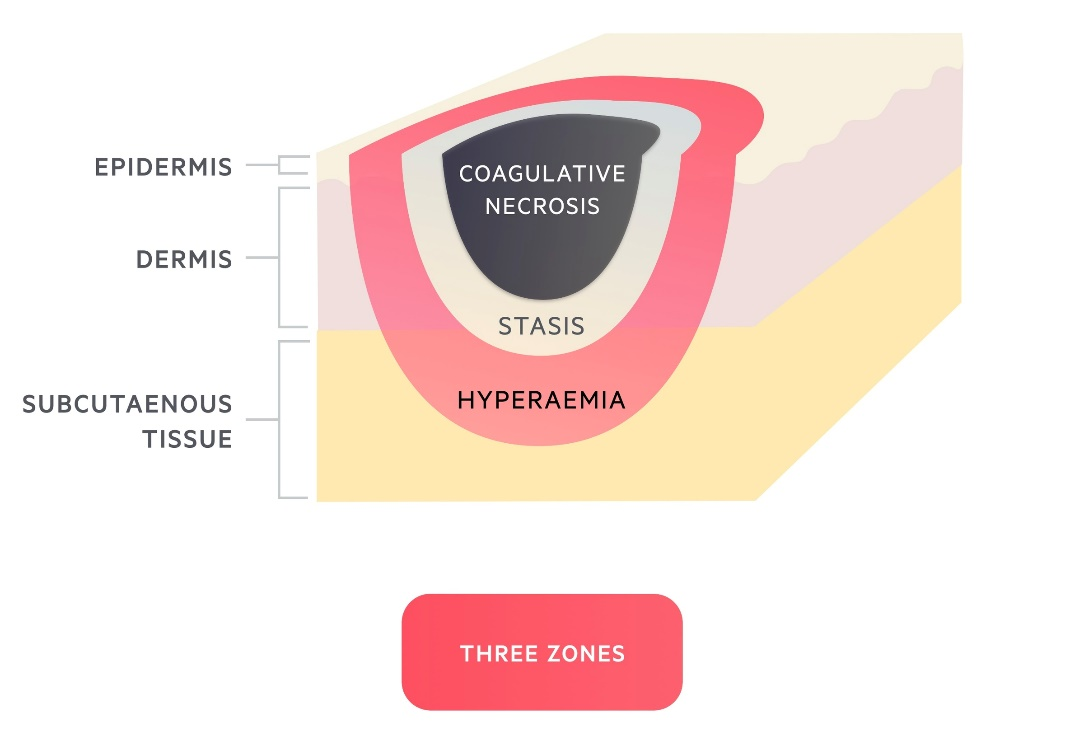 EPIDERMIS
COAGULATIVE
NECROSIS
DERMIS
STASIS
SUBCUTAENOUS
TISSUE
HYPERAEMIA
THREE ZONES